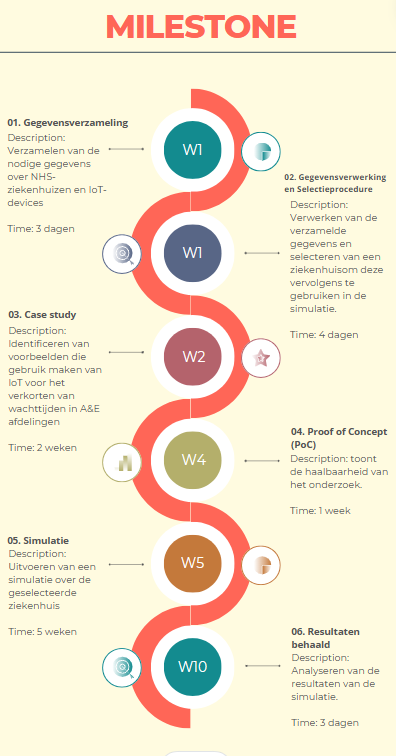 MILESTONE
01. Gegevensverzameling
Description:
Verzamelen van de
nodige gegevens
over NHS-
ziekenhuizen en IoT-
devices
Time: 3 dagen
W1
02. Gegevensverwerking
en Selectieprocedure
Description:
Verwerken van de
verzamelde
gegevens en
selecteren van een
ziekenhuisom deze
vervolgens te
gebruiken in de
simulatie.
Time: 4 dagen
W1
03. Case study
Description:
Identificeren van
voorbeelden die
gebruik maken van
IoT voor het
verkorten van
wachttijden in A&E
afdelingen
Time: 2 weken
W2
04. Proof of Concept
(PoC)
Description: toont
de haalbaarheid van
het onderzoek.
Time: 1 week
W4
05. Simulatie
Description:
Uitvoeren van een
simulatie over de
geselecteerde
ziekenhuis
Time: 5 weken
W5
06. Resultaten
behaald
Description:
Analyseren van de
resultaten van de
simulatie.
Time: 3 dagen
W10